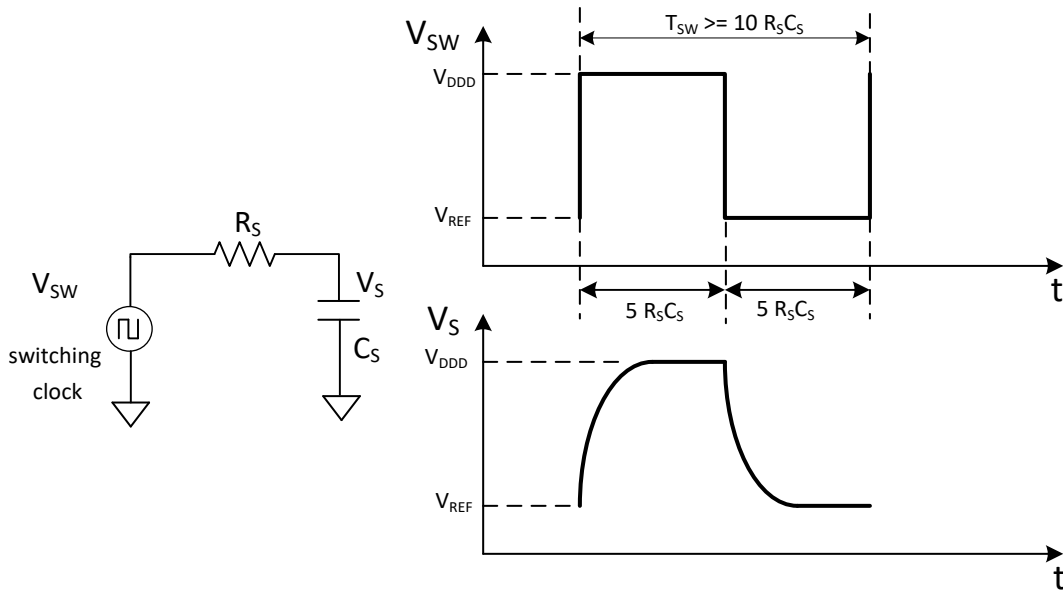 V_SW
T_SW >= 10 R_SC_S
V_DDD
V_REF
t
5 R_SC_S
5 R_SC_S
R_S
V_SW
V_S
C_S
switching
clock
V_S
V_DDD
V_REF
t